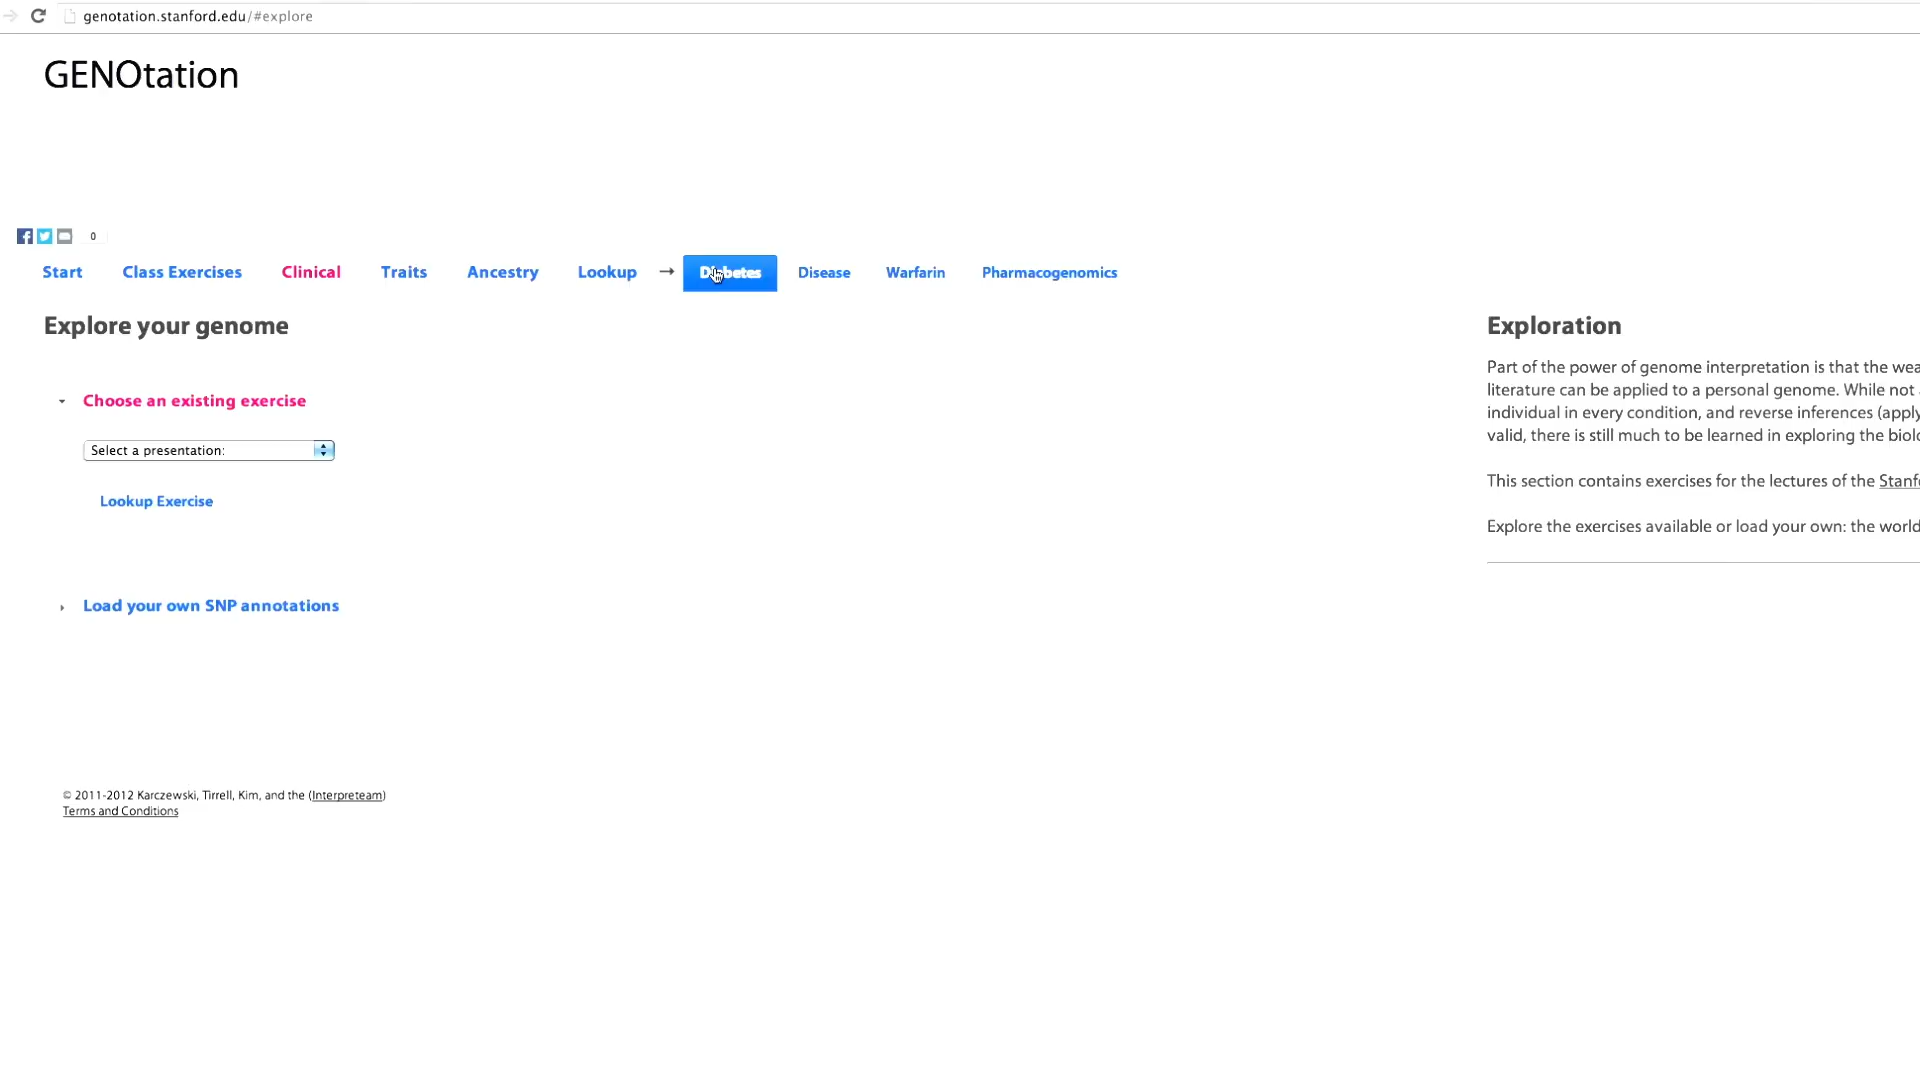 genotation.stanford.edu/#explore
GENOtation
0
Start Class Exercises Clinical Traits Ancestry Lookup → Diabetes Disease Warfarin Pharmacogenomics
Explore your genome
Choose an existing exercise
Select a presentation:
Lookup Exercise
Load your own SNP annotations
Exploration
Part of the power of genome interpretation is that the wea
literature can be applied to a personal genome. While not
individual in every condition, and reverse inferences (apply
valid, there is still much to be learned in exploring the biolo
This section contains exercises for the lectures of the Stanf
Explore the exercises available or load your own: the world
© 2011-2012 Karczewski, Tirrell, Kim, and the (Interpreteam)
Terms and Conditions